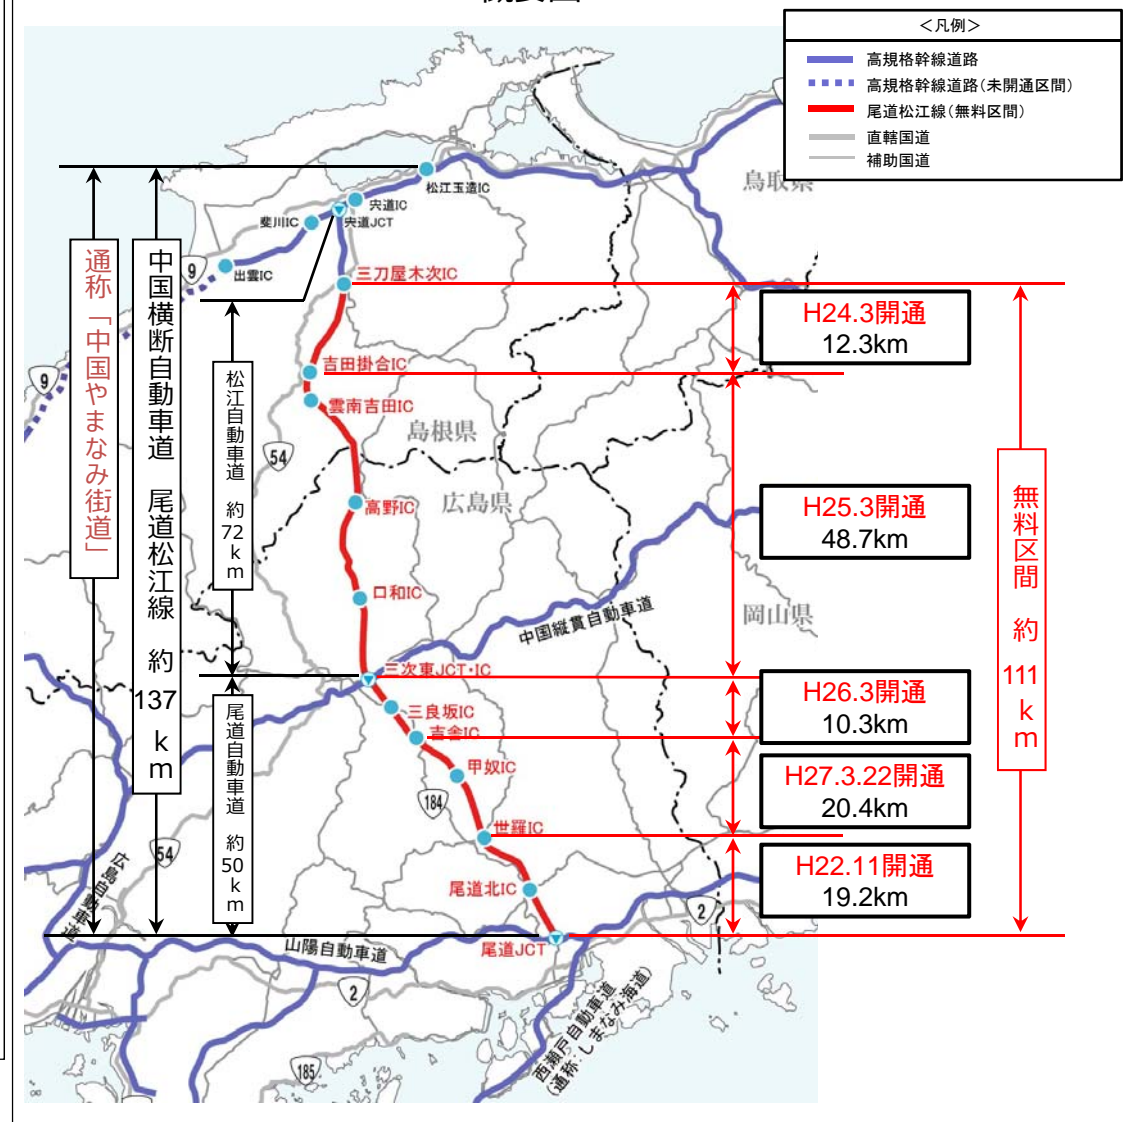 ＜凡例＞
高規格幹線道路
高規格幹線道路(未開通区間)
尾道松江線(無料区間)
直轄国道
補助国道
鳥取県
松江玉造IC
宍道IC
宍道JCT
斐川IC
出雲IC
9
三刀屋木次IC
通称「中国やまなみ街道」
中国横断自動車道 尾道松江線 約137km
松江自動車道 約72km
H24.3開通
12.3km
9
吉田掛合IC
雲南吉田IC
島根県
54
広島県
高野IC
H25.3開通
48.7km
無料区間 約111km
口和IC
中国縦貫自動車道
岡山県
三次東JCT・IC
尾道自動車道 約50km
三良坂IC
吉舎IC
H26.3開通
10.3km
甲奴IC
184
H27.3.22開通
20.4km
世羅IC
54
広島自動車道
尾道北IC
H22.11開通
19.2km
2
山陽自動車道
尾道JCT
2
西瀬戸自動車道
(通称:しまなみ海道)
185